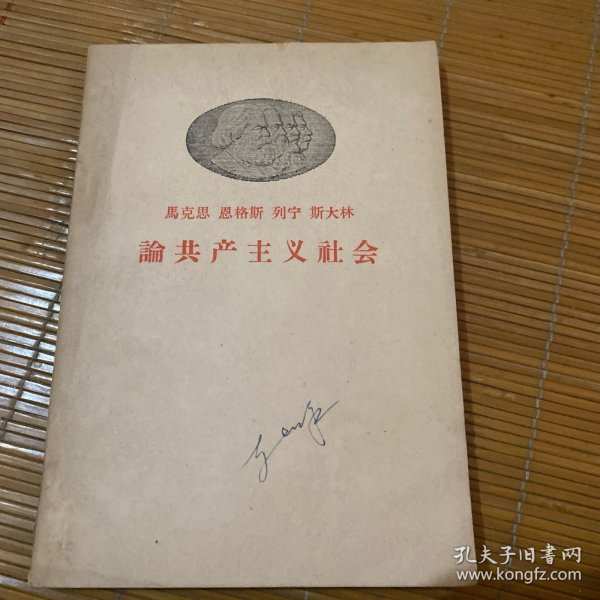 馬克思 恩格斯 列宁 斯大林
論共产主义社会
孔夫子旧书网
www.kongfz.com